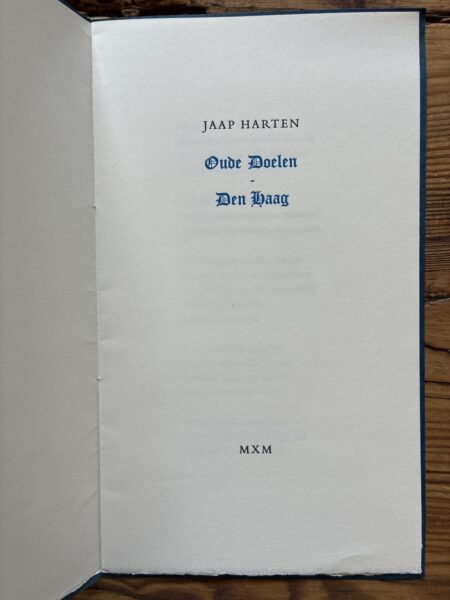 JAAP HARTEN
Oude Doelen
-
Den Haag
MXM